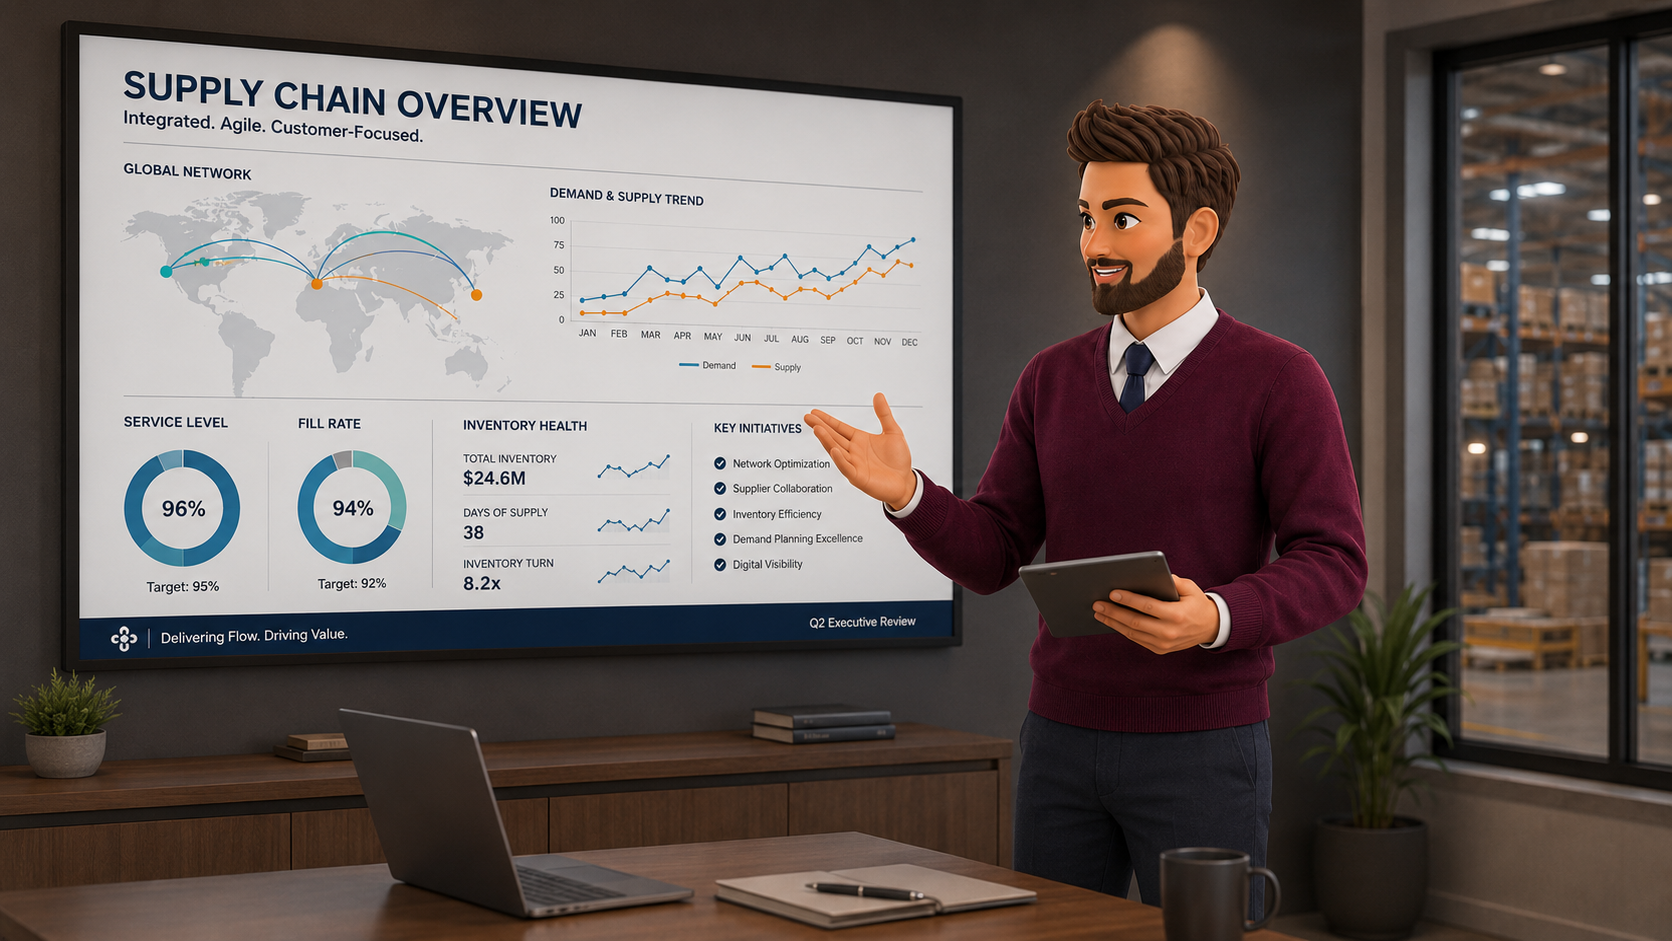 SUPPLY CHAIN OVERVIEW
Integrated. Agile. Customer-Focused.
GLOBAL NETWORK
DEMAND & SUPPLY TREND
100
75
50
25
0
JAN FEB MAR APR MAY JUN JUL AUG SEP OCT NOV DEC
Demand Supply
SERVICE LEVEL
96%
Target: 95%
FILL RATE
94%
Target: 92%
INVENTORY HEALTH
TOTAL INVENTORY
$24.6M
DAYS OF SUPPLY
38
INVENTORY TURN
8.2x
KEY INITIATIVES
Network Optimization
Supplier Collaboration
Inventory Efficiency
Demand Planning Excellence
Digital Visibility
Delivering Flow. Driving Value.
Q2 Executive Review